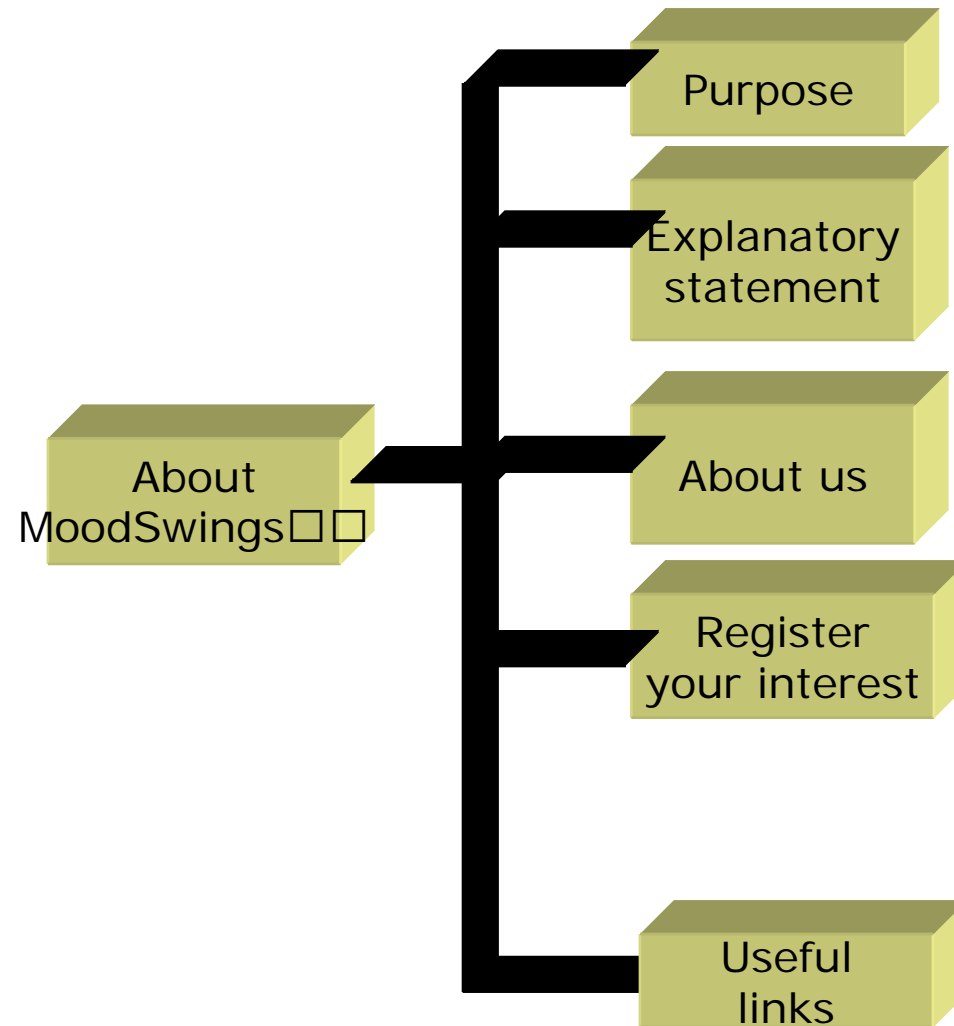 Purpose
Explanatory
statement
About
MoodSwings□□
About us
Register
your interest
Useful
links